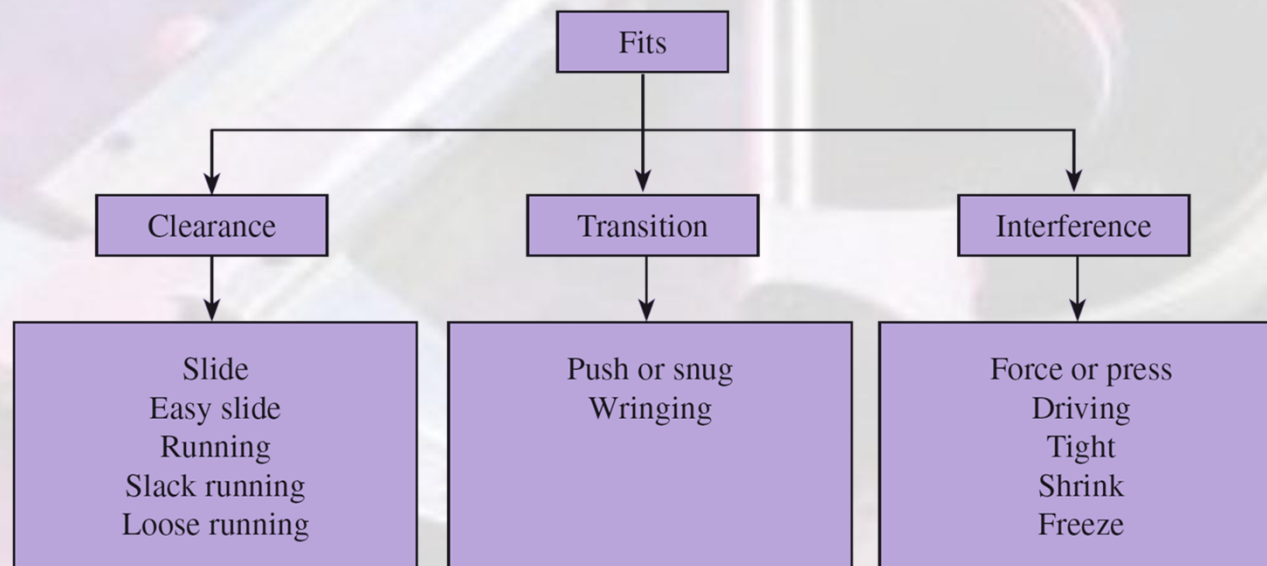 Fits
Clearance
Transition
Interference
Slide
Easy slide
Running
Slack running
Loose running
Push or snug
Wringing
Force or press
Driving
Tight
Shrink
Freeze